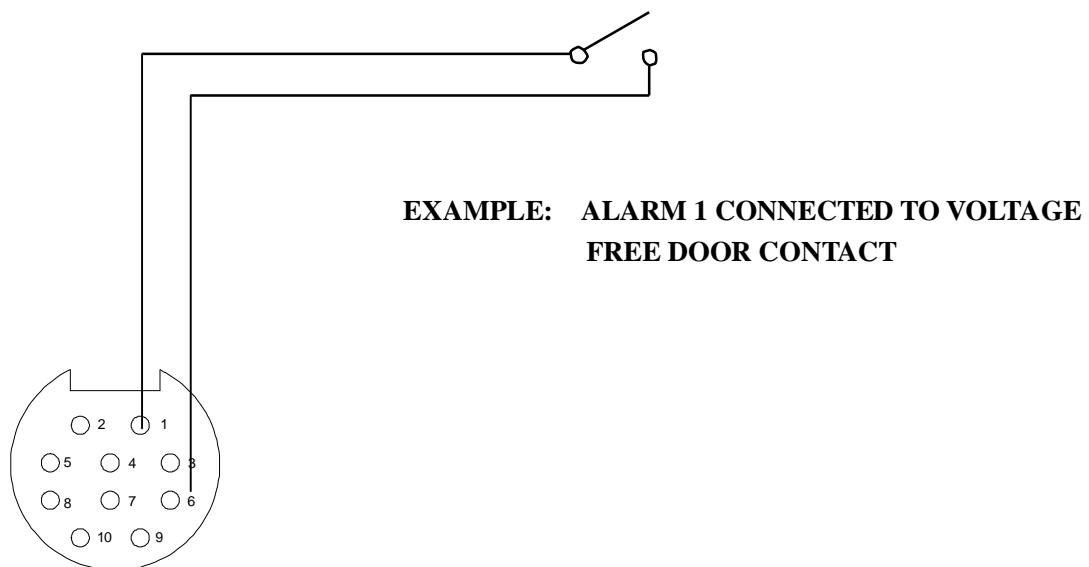 EXAMPLE: ALARM 1 CONNECTED TO VOLTAGE
FREE DOOR CONTACT
2 1
5 4 3
8 7 6
10 9